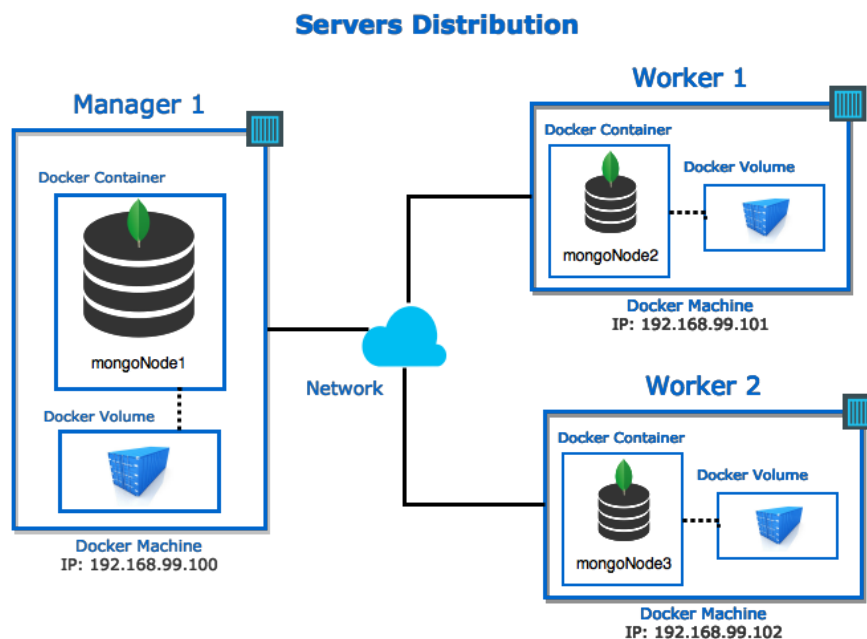 Servers Distribution
Manager 1
Docker Container
mongoNode1
Docker Volume
Docker Machine
IP: 192.168.99.100
Network
Worker 1
Docker Container
Docker Volume
mongoNode2
Docker Machine
IP: 192.168.99.101
Worker 2
Docker Container
Docker Volume
mongoNode3
Docker Machine
IP: 192.168.99.102